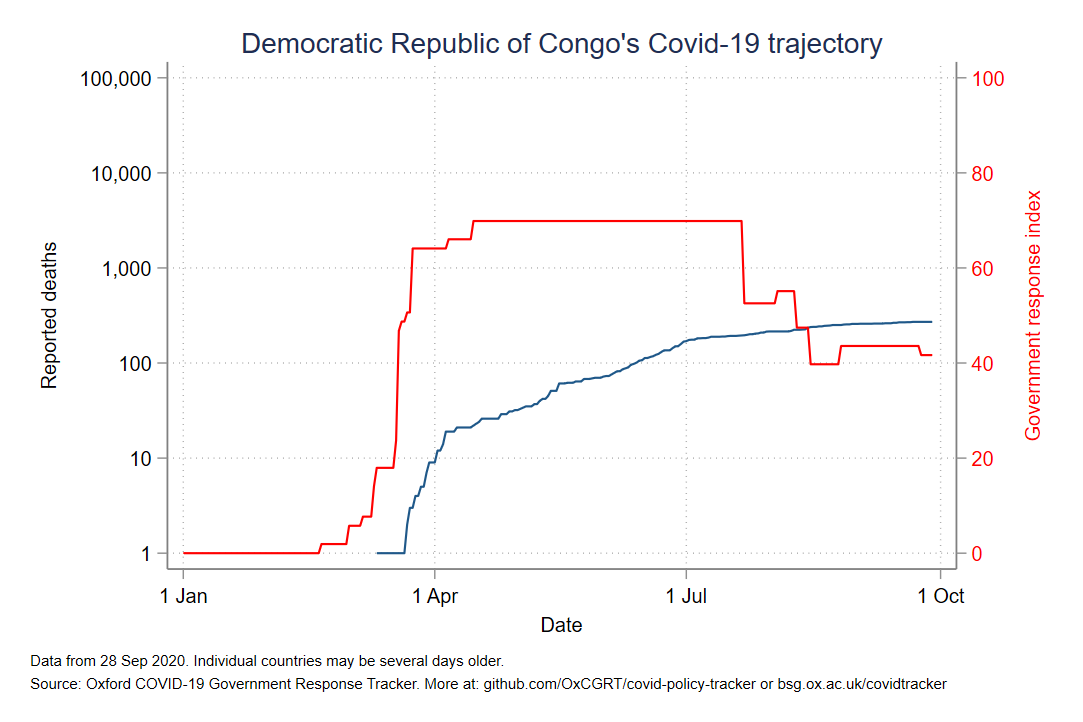 Democratic Republic of Congo's Covid-19 trajectory
100,000
10,000
1,000
100
10
1
Reported deaths
100
80
60
40
20
0
Government response index
1 Jan
1 Apr
1 Jul
1 Oct
Date
Data from 28 Sep 2020. Individual countries may be several days older.
Source: Oxford COVID-19 Government Response Tracker. More at: github.com/OxCGRT/covid-policy-tracker or bsg.ox.ac.uk/covidtracker